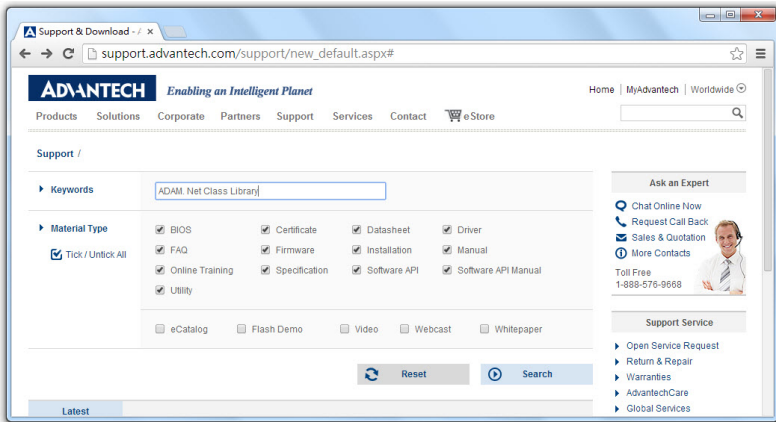 Support & Download - A
support.advantech.com/support/new_default.aspx#
ADVANTECH Enabling an Intelligent Planet
Home | MyAdvantech | Worldwide
Products Solutions Corporate Partners Support Services Contact eStore
Support /
Keywords
ADAM. Net Class Library
Material Type
Tick / Untick All
BIOS Certificate Datasheet Driver
FAQ Firmware Installation Manual
Online Training Specification Software API Software API Manual
Utility
eCatalog Flash Demo Video Webcast Whitepaper
Reset Search
Latest
Ask an Expert
Chat Online Now
Request Call Back
Sales & Quotation
More Contacts
Toll Free
1-888-576-9668
Support Service
Open Service Request
Return & Repair
Warranties
AdvantechCare
Global Services